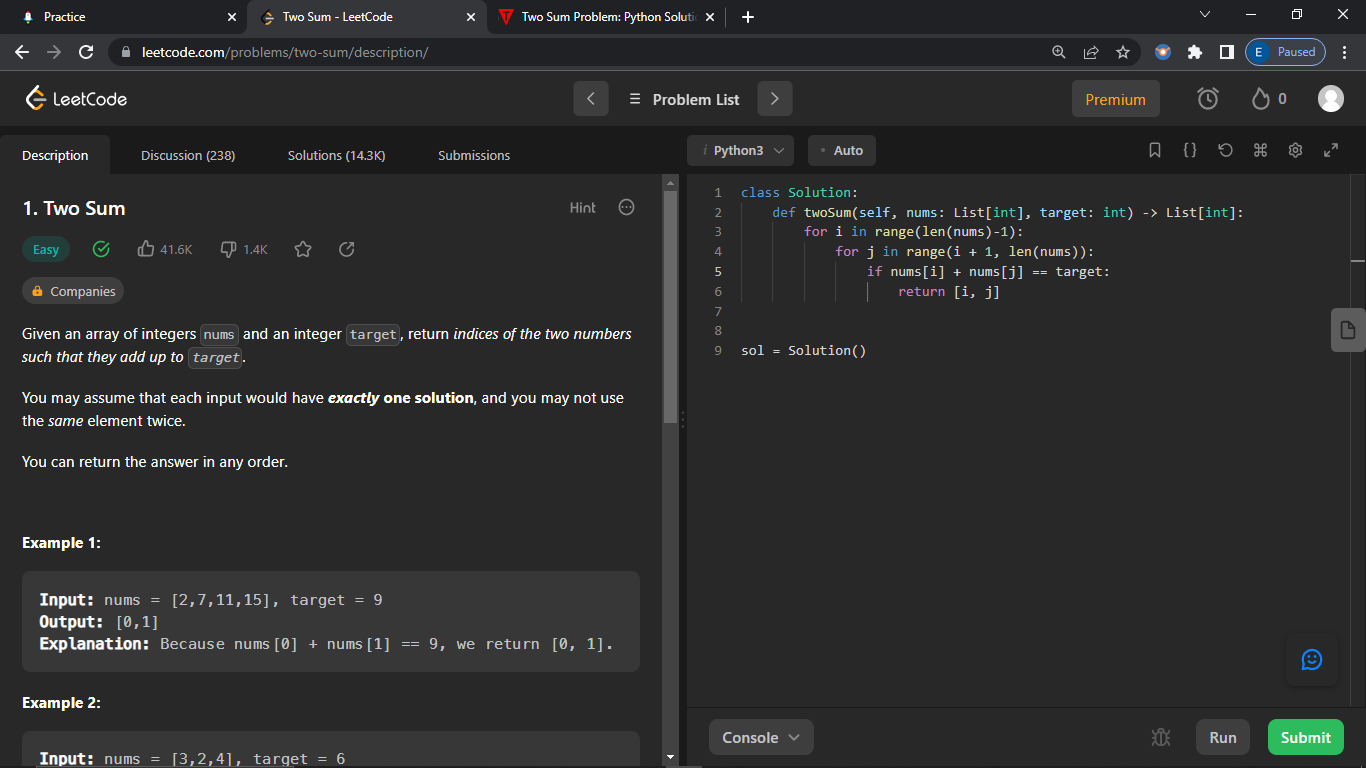 Practice
Two Sum - LeetCode
Two Sum Problem: Python Soluti
leetcode.com/problems/two-sum/description/
E Paused
LeetCode
Problem List
Premium
0
Description
Discussion (238)
Solutions (14.3K)
Submissions
1. Two Sum
Hint
Easy
41.6K
1.4K
Companies
Given an array of integers nums and an integer target, return indices of the two numbers
such that they add up to target.
You may assume that each input would have exactly one solution, and you may not use
the same element twice.
You can return the answer in any order.
Example 1:
Input: nums = [2,7,11,15], target = 9
Output: [0,1]
Explanation: Because nums[0] + nums[1] == 9, we return [0, 1].
Example 2:
Input: nums = [3,2,4], target = 6
i Python3
Auto
{}
1 class Solution:
2 def twoSum(self, nums: List[int], target: int) -> List[int]:
3 for i in range(len(nums)-1):
4 for j in range(i + 1, len(nums)):
5 if nums[i] + nums[j] == target:
6 return [i, j]
7
8
9 sol = Solution()
Console
Run
Submit